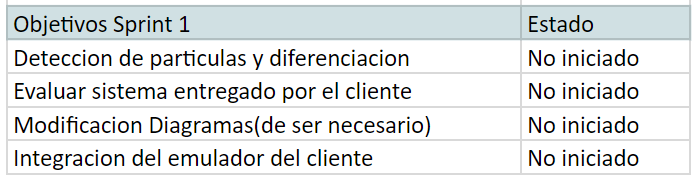 Objetivos Sprint 1 Estado
Deteccion de particulas y diferenciacion No iniciado
Evaluar sistema entregado por el cliente No iniciado
Modificacion Diagramas(de ser necesario) No iniciado
Integracion del emulador del cliente No iniciado